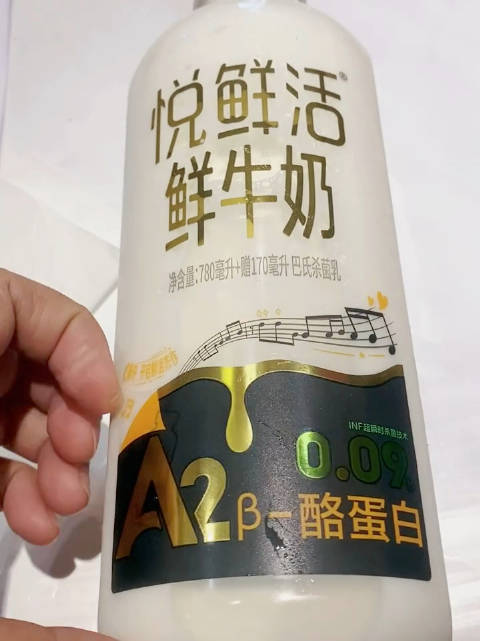 悦鲜活®
鲜牛奶
净含量:780毫升+赠170毫升 巴氏杀菌乳
INF超瞬时杀菌技术
0.09
A2
β-酪蛋白